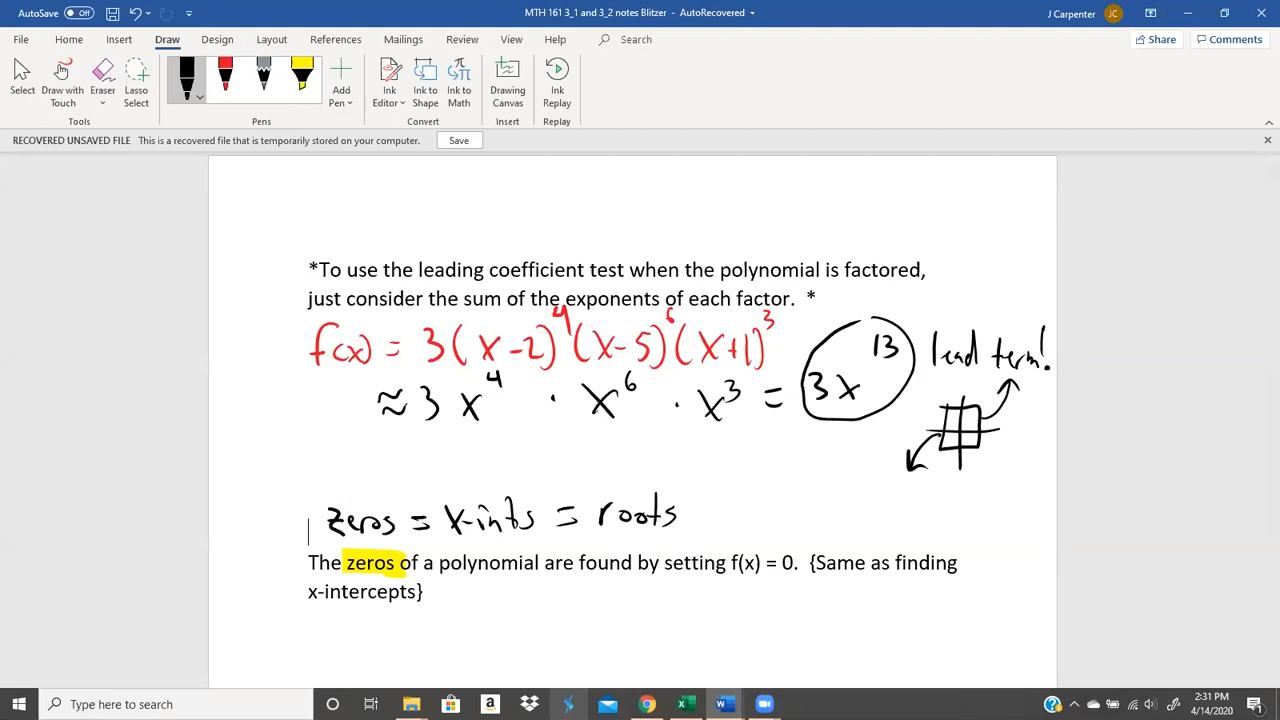 AutoSave Off MTH 161 3_1 and 3_2 notes Blitzer - AutoRecovered J Carpenter JC
File Home Insert Draw Design Layout References Mailings Review View Help Search Share Comments
Select Draw with Touch Eraser Lasso Select Add Pen Ink Editor Ink to Shape Ink to Math Drawing Canvas Ink Replay
Tools Pens Convert Insert Replay
RECOVERED UNSAVED FILE This is a recovered file that is temporarily stored on your computer. Save
*To use the leading coefficient test when the polynomial is factored,
just consider the sum of the exponents of each factor. *
f(x) = 3(x-2)⁴(x-5)⁶(x+1)³
≈ 3x⁴ · x⁶ · x³ = 3x¹³ lead term!
zeros = x-ints = roots
The zeros of a polynomial are found by setting f(x) = 0. {Same as finding
x-intercepts}
Type here to search 2:31 PM
4/14/2020